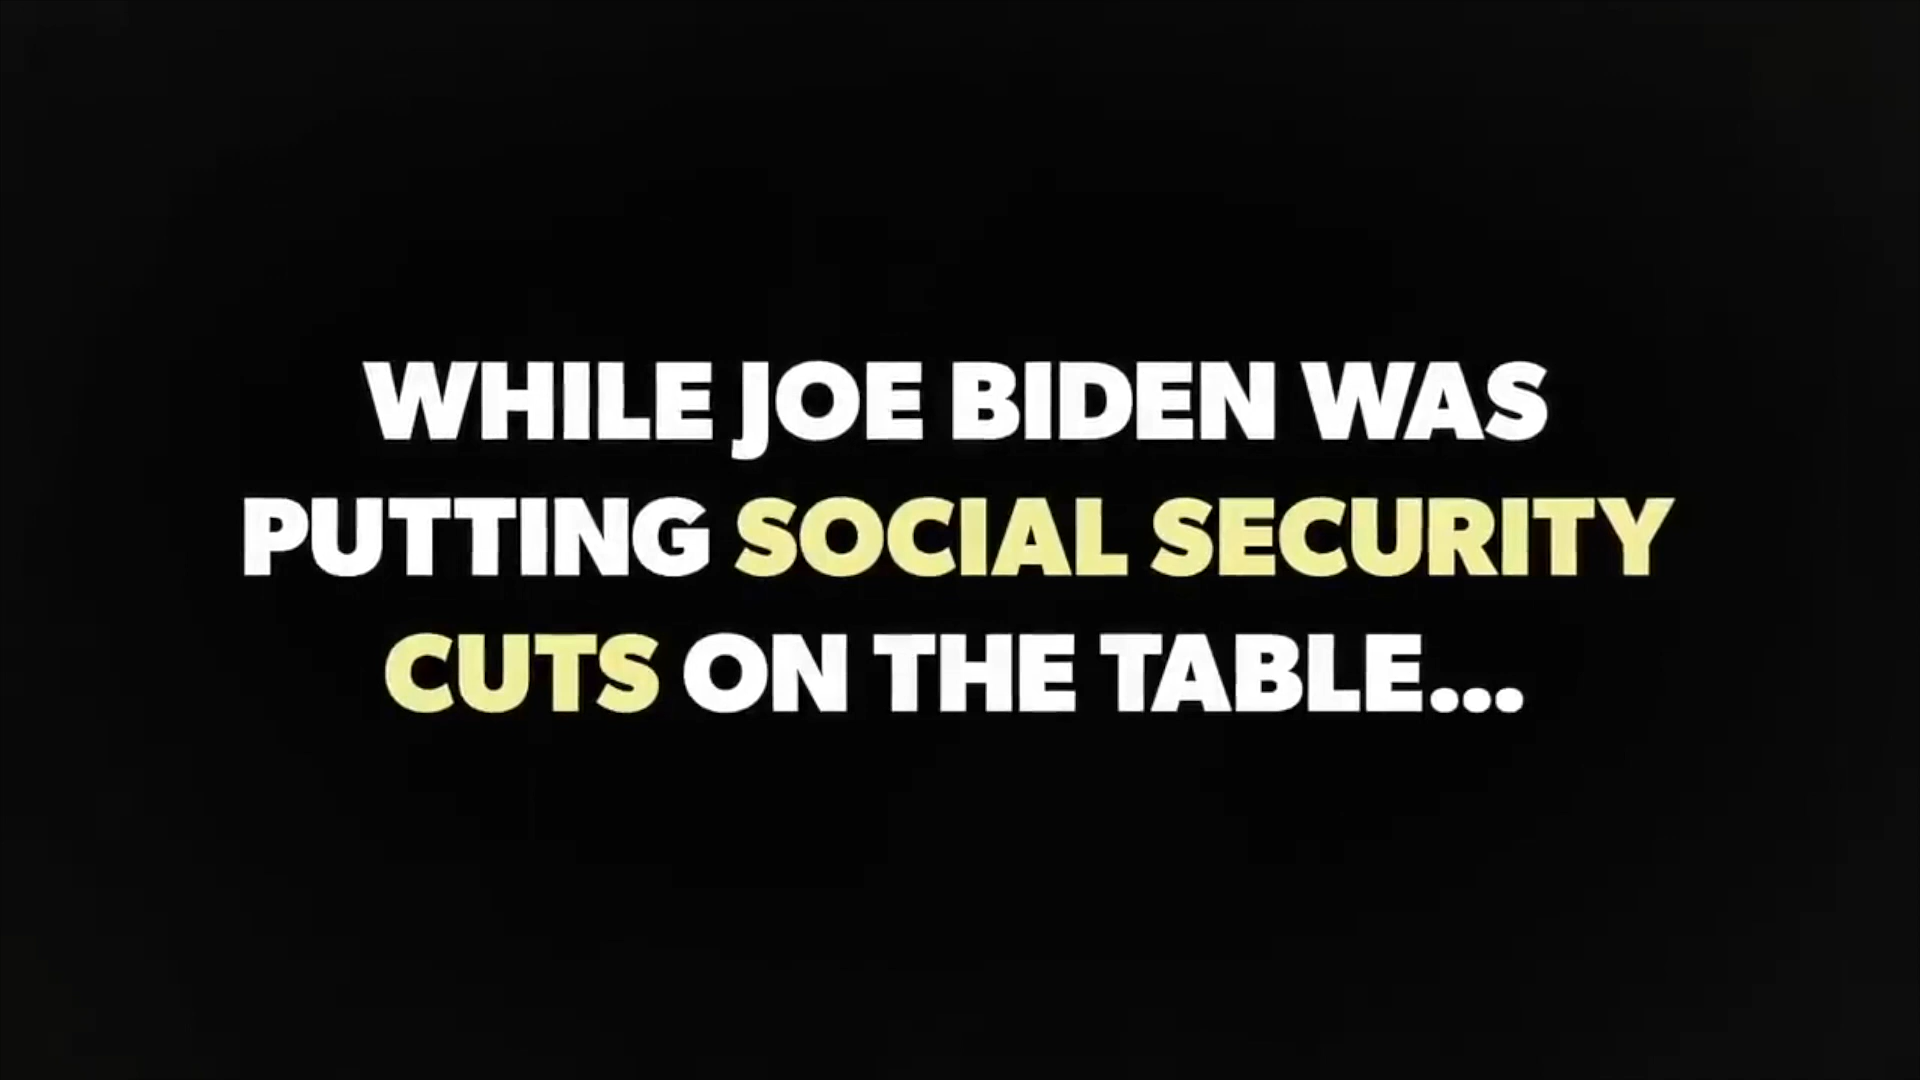 WHILE JOE BIDEN WAS
PUTTING SOCIAL SECURITY
CUTS ON THE TABLE...